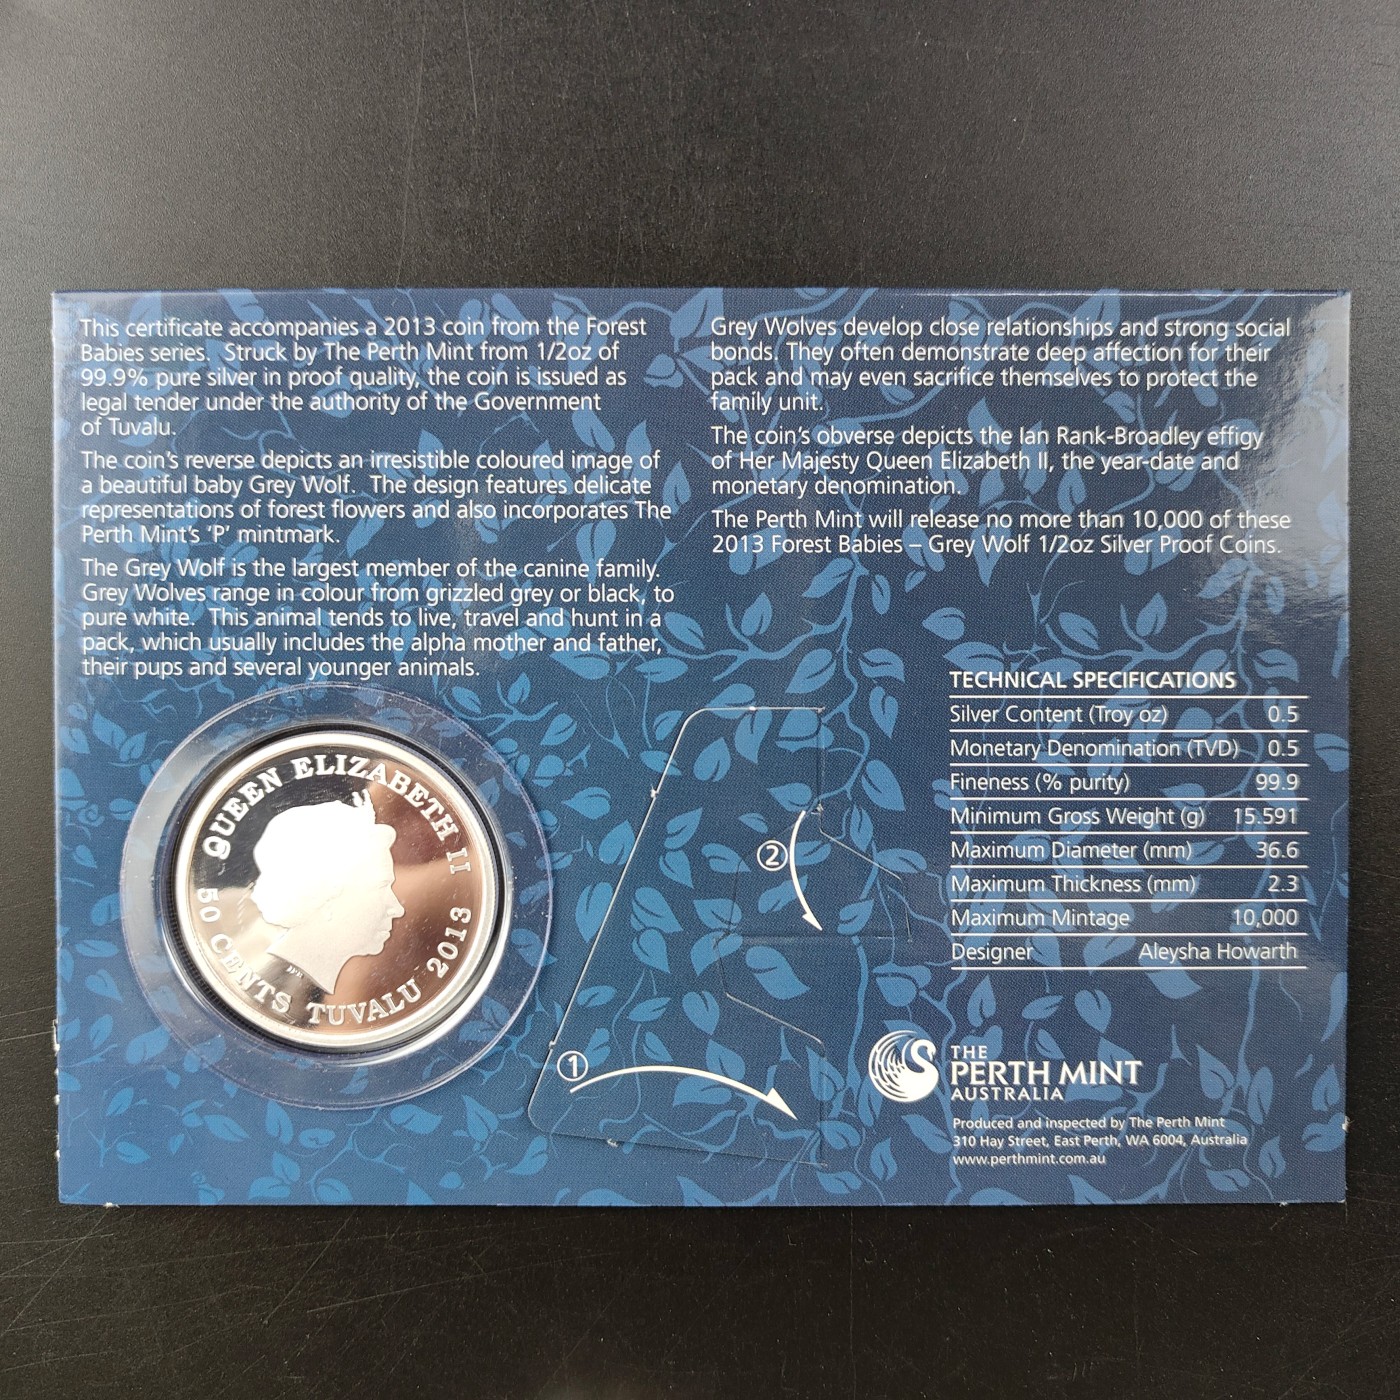 This certificate accompanies a 2013 coin from the Forest
Babies series. Struck by The Perth Mint from 1/2oz of
99.9% pure silver in proof quality, the coin is issued as
legal tender under the authority of the Government
of Tuvalu.
The coin's reverse depicts an irresistible coloured image of
a beautiful baby Grey Wolf. The design features delicate
representations of forest flowers and also incorporates The
Perth Mint's 'P' mintmark.
The Grey Wolf is the largest member of the canine family.
Grey Wolves range in colour from grizzled grey or black, to
pure white. This animal tends to live, travel and hunt in a
pack, which usually includes the alpha mother and father,
their pups and several younger animals.
Grey Wolves develop close relationships and strong social
bonds. They often demonstrate deep affection for their
pack and may even sacrifice themselves to protect the
family unit.
The coin's obverse depicts the Ian Rank-Broadley effigy
of Her Majesty Queen Elizabeth II, the year-date and
monetary denomination.
The Perth Mint will release no more than 10,000 of these
2013 Forest Babies – Grey Wolf 1/2oz Silver Proof Coins.
TECHNICAL SPECIFICATIONS
Silver Content (Troy oz) 0.5
Monetary Denomination (TVD) 0.5
Fineness (% purity) 99.9
Minimum Gross Weight (g) 15.591
Maximum Diameter (mm) 36.6
Maximum Thickness (mm) 2.3
Maximum Mintage 10,000
Designer Aleysha Howarth
QUEEN ELIZABETH II
50 CENTS TUVALU 2013
IRB
2
1
THE
PERTH MINT
AUSTRALIA
Produced and inspected by The Perth Mint
310 Hay Street, East Perth, WA 6004, Australia
www.perthmint.com.au